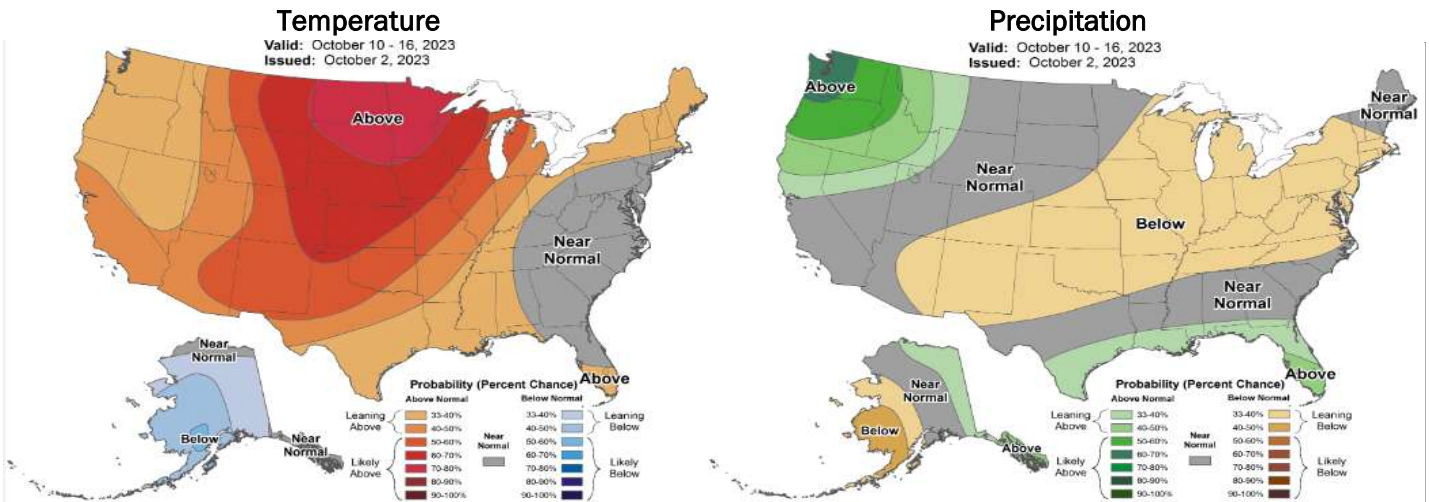 Temperature
Valid: October 10 - 16, 2023
Issued: October 2, 2023
Above
Near
Normal
Above
Near
Normal
Below
Near
Normal
Probability (Percent Chance)
Above Normal
Below Normal
Leaning
Above
Likely
Above
33-40%
40-50%
50-60%
60-70%
70-80%
80-90%
90-100%
Near
Normal
33-40%
40-50%
50-60%
60-70%
70-80%
80-90%
90-100%
Leaning
Below
Likely
Below
Precipitation
Valid: October 10 - 16, 2023
Issued: October 2, 2023
Above
Near
Normal
Near
Normal
Below
Near
Normal
Above
Near
Normal
Below
Above
Probability (Percent Chance)
Above Normal
Below Normal
Leaning
Above
Likely
Above
33-40%
40-50%
50-60%
60-70%
70-80%
80-90%
90-100%
Near
Normal
33-40%
40-50%
50-60%
60-70%
70-80%
80-90%
90-100%
Leaning
Below
Likely
Below